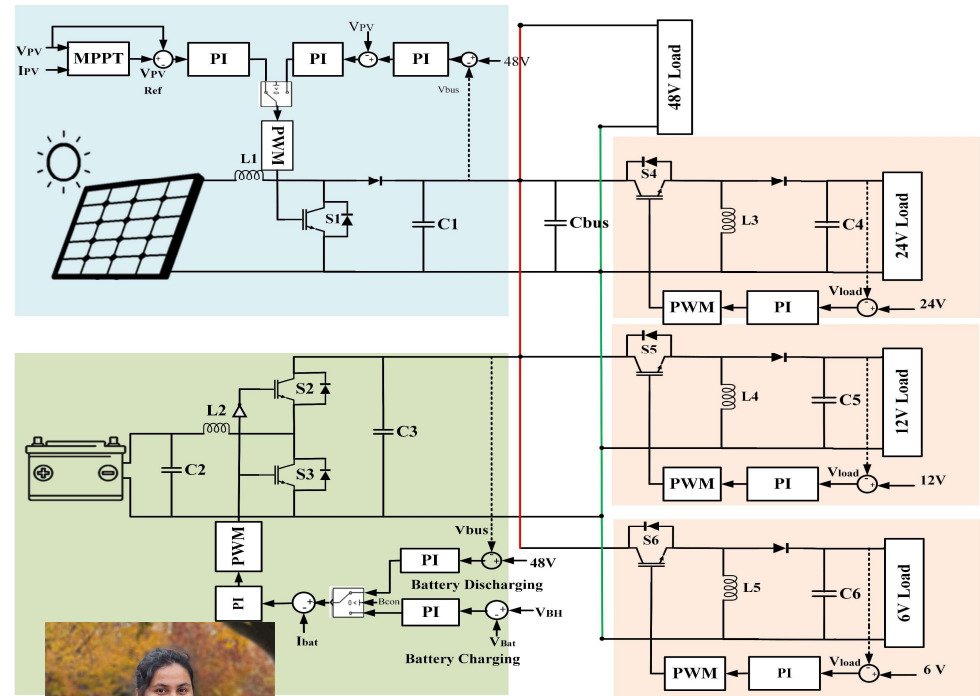 VPV
IPV
MPPT
VPV
Ref
PI
PI
VPV
PI
48V
Vbus
PWM
L1
S1
C1
Cbus
48V Load
S4
L3
C4
24V Load
PWM
PI
Vload
24V
S5
L4
C5
12V Load
PWM
PI
Vload
12V
S6
L5
C6
6V Load
PWM
PI
Vload
6 V
L2
S2
S3
C2
C3
PWM
PI
Ibat
Bcon
Vbus
PI
48V
Battery Discharging
PI
VBH
VBat
Battery Charging